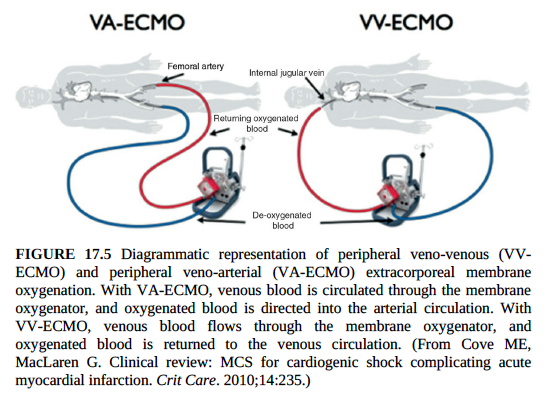 VA-ECMO
VV-ECMO
Femoral artery
Internal jugular vein
Returning oxygenated
blood
De-oxygenated
blood
FIGURE 17.5 Diagrammatic representation of peripheral veno-venous (VV-
ECMO) and peripheral veno-arterial (VA-ECMO) extracorporeal membrane
oxygenation. With VA-ECMO, venous blood is circulated through the membrane
oxygenator, and oxygenated blood is directed into the arterial circulation. With
VV-ECMO, venous blood flows through the membrane oxygenator, and
oxygenated blood is returned to the venous circulation. (From Cove ME,
MacLaren G. Clinical review: MCS for cardiogenic shock complicating acute
myocardial infarction. Crit Care. 2010;14:235.)